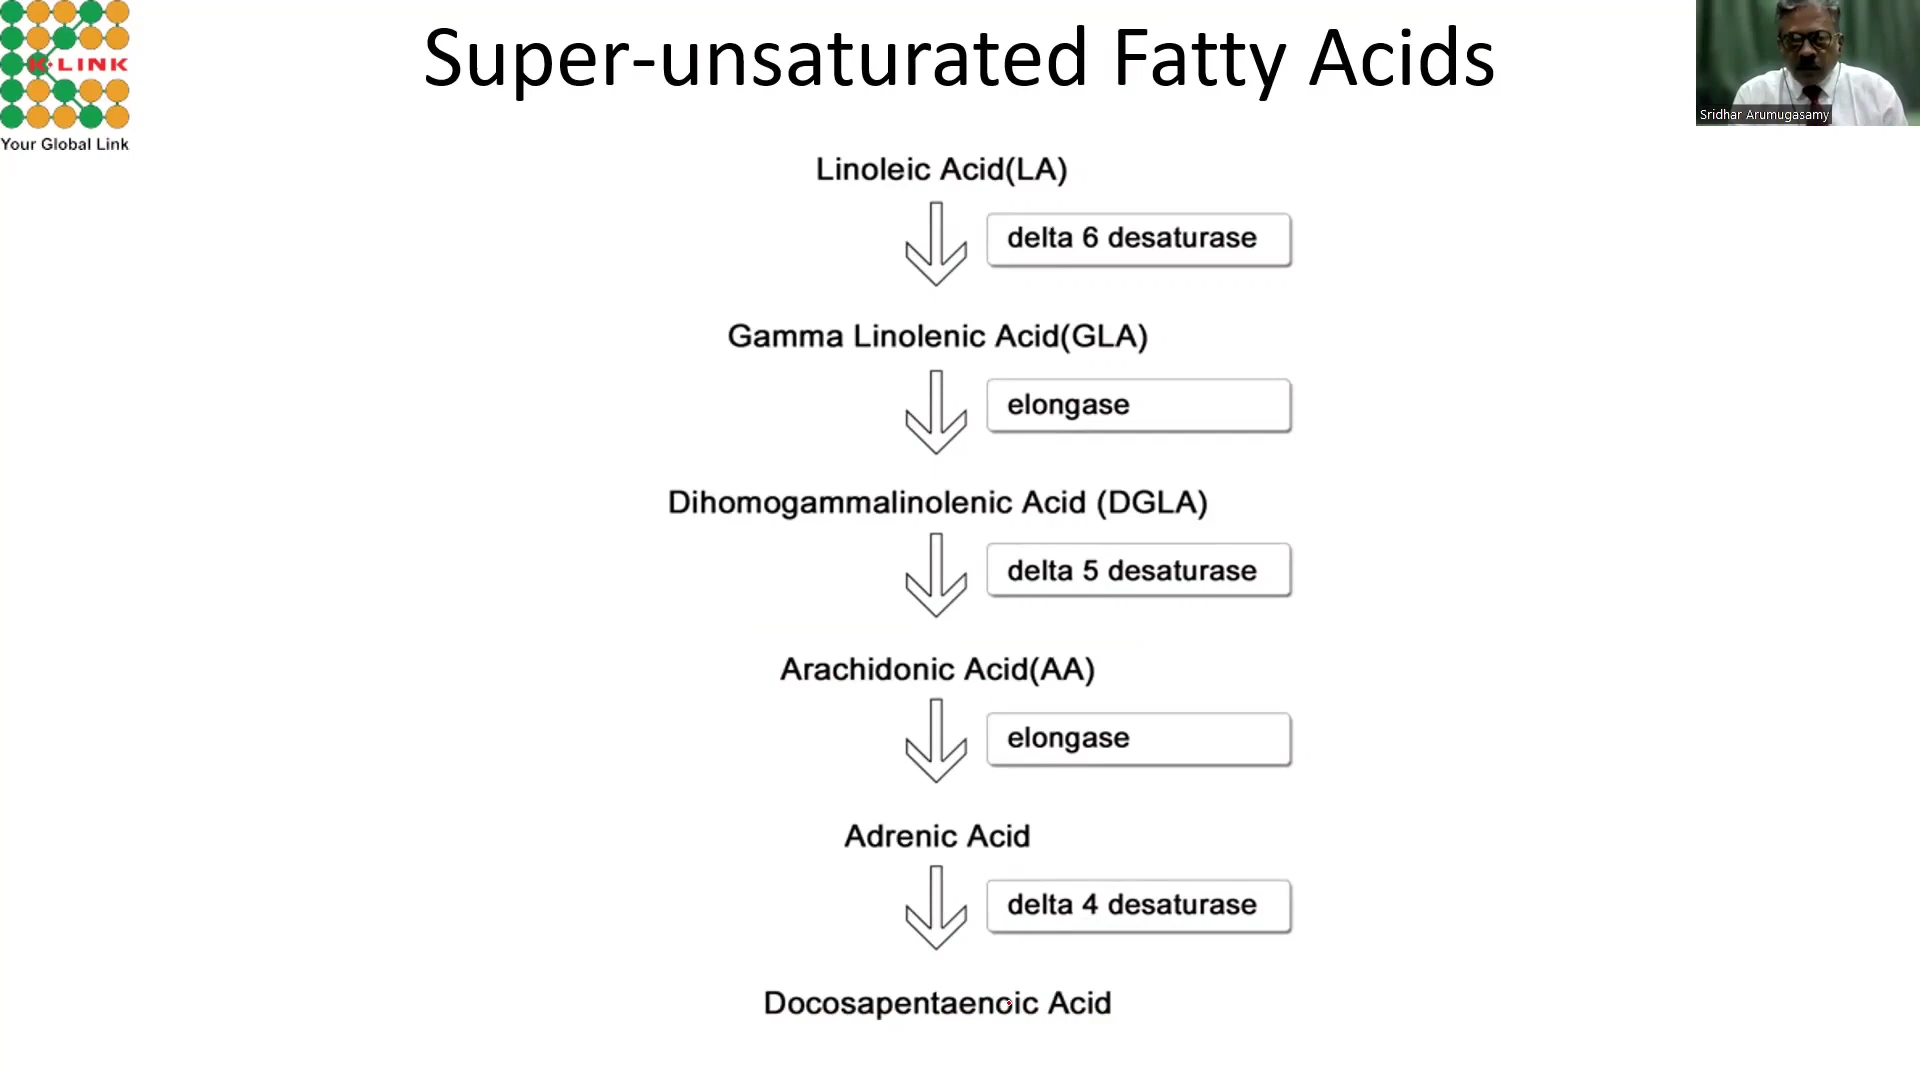 Super-unsaturated Fatty Acids
K-LINK
Your Global Link
Sridhar Arumugasamy
Linoleic Acid(LA)
delta 6 desaturase
Gamma Linolenic Acid(GLA)
elongase
Dihomogammalinolenic Acid (DGLA)
delta 5 desaturase
Arachidonic Acid(AA)
elongase
Adrenic Acid
delta 4 desaturase
Docosapentaenoic Acid